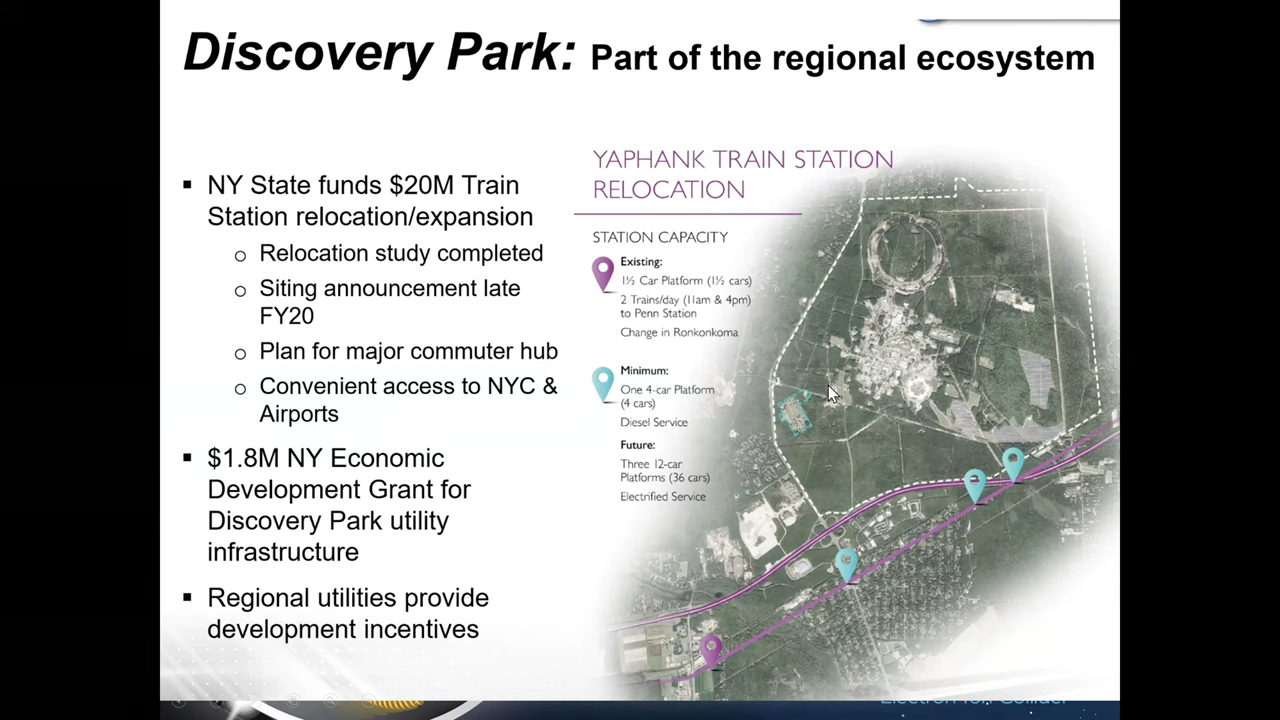 Discovery Park: Part of the regional ecosystem
▪ NY State funds $20M Train
Station relocation/expansion
o Relocation study completed
o Siting announcement late
FY20
o Plan for major commuter hub
o Convenient access to NYC &
Airports
▪ $1.8M NY Economic
Development Grant for
Discovery Park utility
infrastructure
▪ Regional utilities provide
development incentives
YAPHANK TRAIN STATION
RELOCATION
STATION CAPACITY
Existing:
1½ Car Platform (1½ cars)
2 Trains/day (11am & 4pm)
to Penn Station
Change in Ronkonkoma
Minimum:
One 4-car Platform
(4 cars)
Diesel Service
Future:
Three 12-car
Platforms (36 cars)
Electrified Service